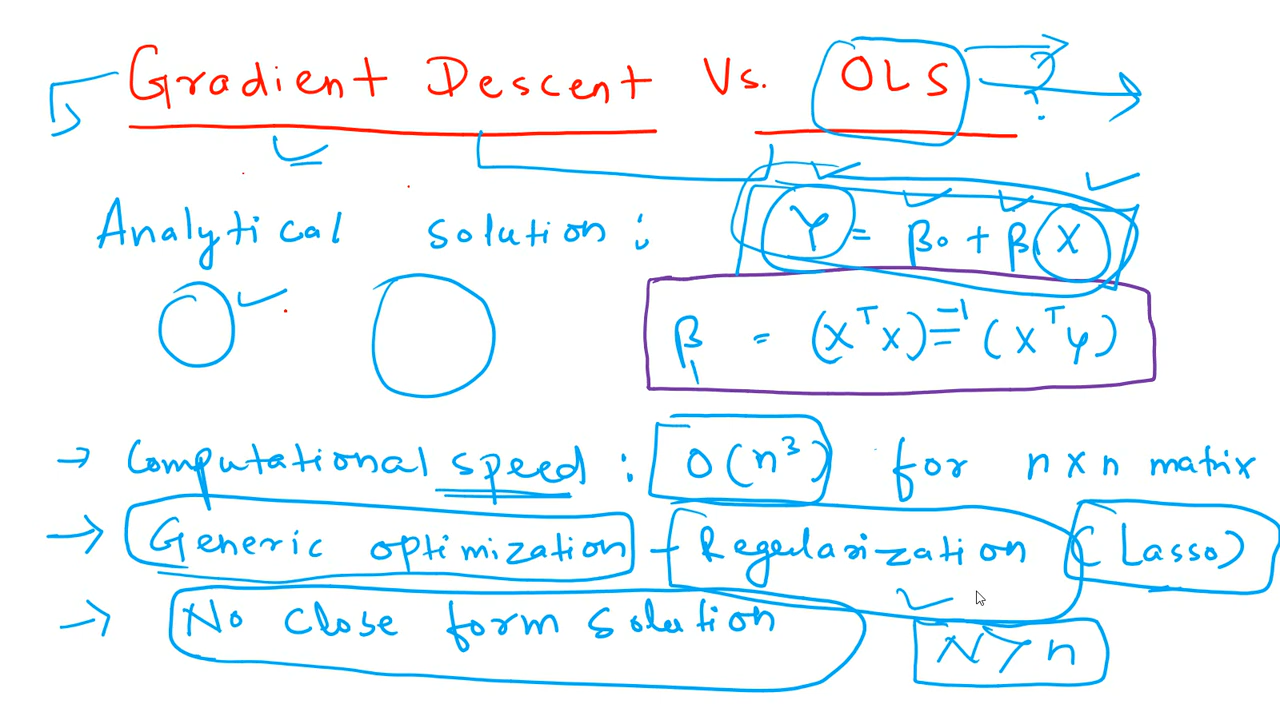 Gradient Descent Vs. OLS ?
Analytical solution: Y = β0 + β X
β1 = (XᵀX)⁻¹ (Xᵀy)
→ Computational speed: O(n³) for n x n matrix
→ Generic optimization - Regularization (Lasso)
→ No close form solution N > n